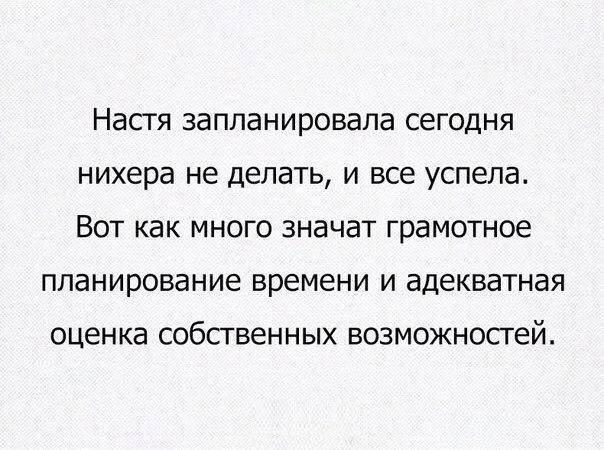 Настя запланировала сегодня
нихера не делать, и все успела.
Вот как много значат грамотное
планирование времени и адекватная
оценка собственных возможностей.